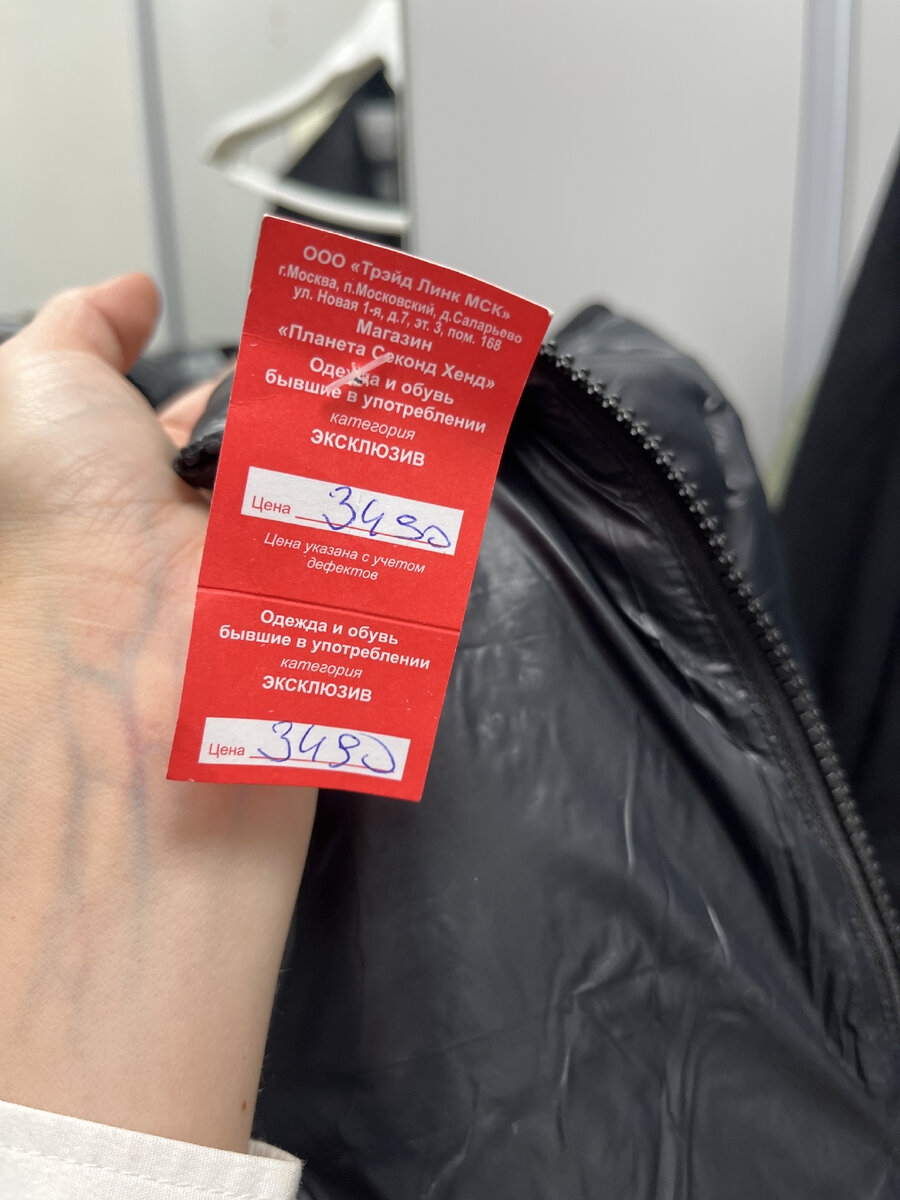 ООО «Трэйд Линк МСК»
г.Москва, п.Московский, д.Саларьево
ул. Новая 1-я, д.7, эт. 3, пом. 168
Магазин
«Планета Секонд Хенд»
Одежда и обувь
бывшие в употреблении
категория
ЭКСКЛЮЗИВ
Цена 3490
Цена указана с учетом
дефектов
Одежда и обувь
бывшие в употреблении
категория
ЭКСКЛЮЗИВ
Цена 3490